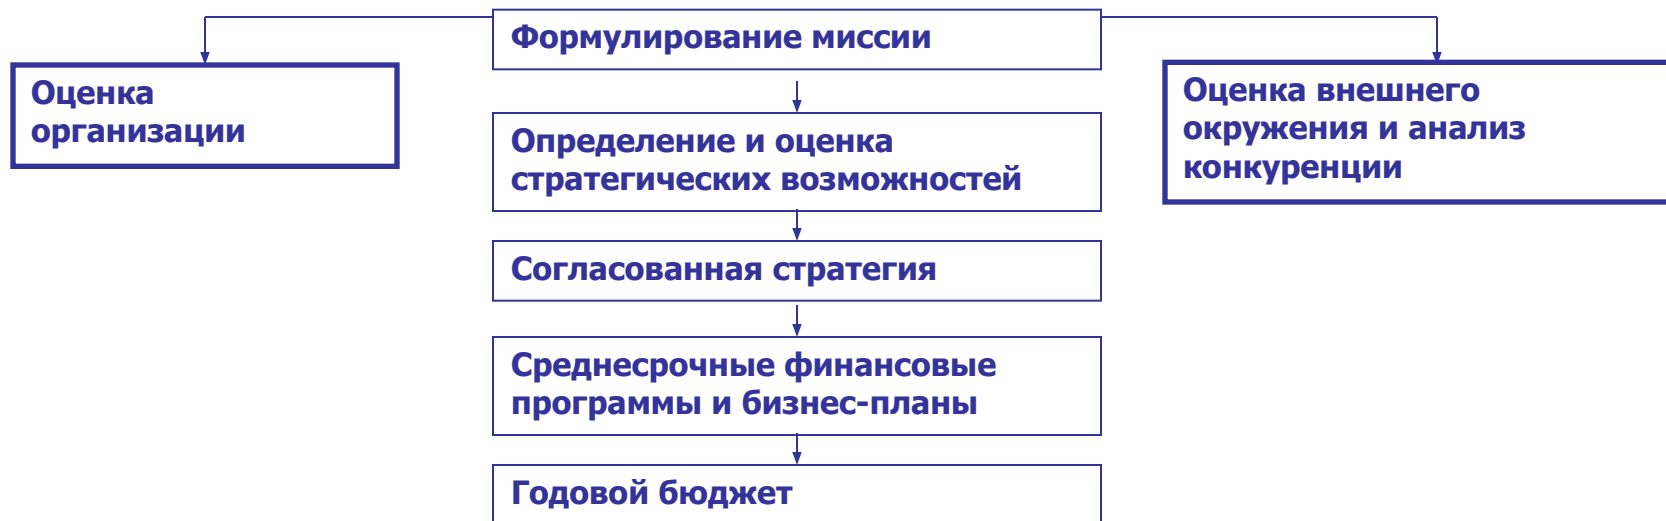 Формулирование миссии
Оценка
организации
Оценка внешнего
окружения и анализ
конкуренции
Определение и оценка
стратегических возможностей
Согласованная стратегия
Среднесрочные финансовые
программы и бизнес-планы
Годовой бюджет